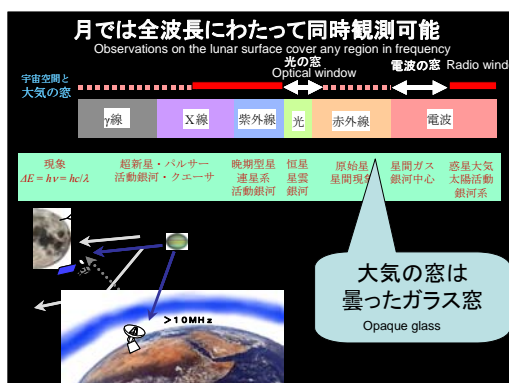 月では全波長にわたって同時観測可能
Observations on the lunar surface cover any region in frequency
光の窓
Optical window
電波の窓
Radio wind
宇宙空間と
大気の窓
γ線
X線
紫外線
光
赤外線
電波
現象
ΔE = hν = hc/λ
超新星・パルサー
活動銀河・クエーサ
晩期型星
連星系
活動銀河
恒星
星雲
銀河
原始星
星間現象
星間ガス
銀河中心
惑星大気
太陽活動
銀河系
大気の窓は
曇ったガラス窓
Opaque glass
>10MHz